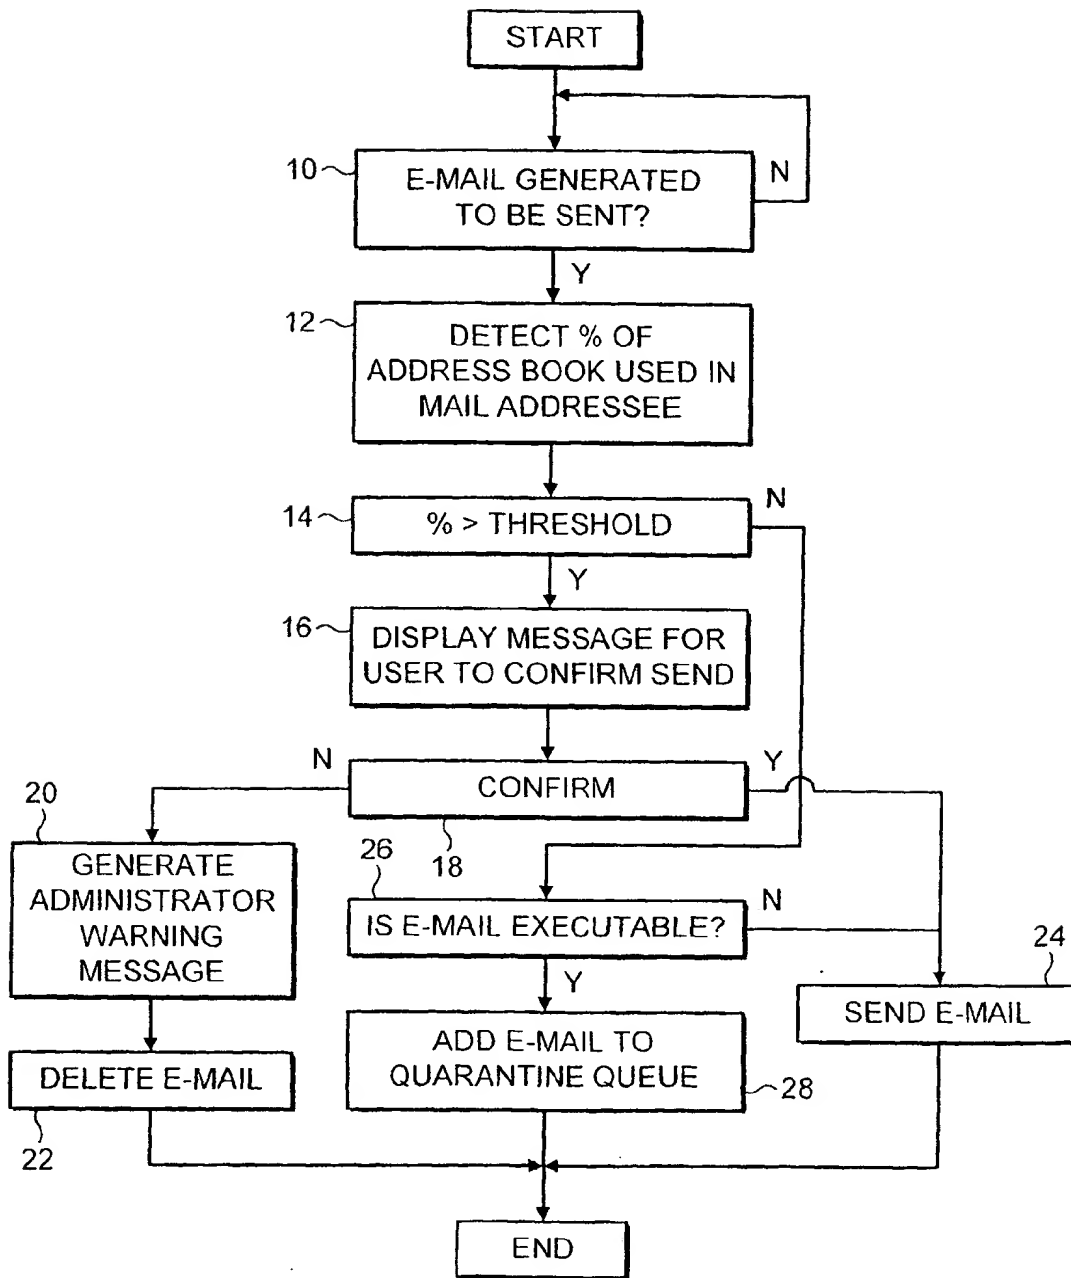 START
10
E-MAIL GENERATED
TO BE SENT?
N
Y
12
DETECT % OF
ADDRESS BOOK USED IN
MAIL ADDRESSEE
14
% > THRESHOLD
N
Y
16
DISPLAY MESSAGE FOR
USER TO CONFIRM SEND
N
CONFIRM
Y
18
20
GENERATE
ADMINISTRATOR
WARNING
MESSAGE
26
IS E-MAIL EXECUTABLE?
N
Y
24
SEND E-MAIL
DELETE E-MAIL
22
ADD E-MAIL TO
QUARANTINE QUEUE
28
END